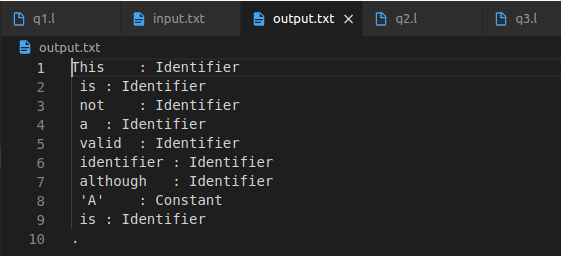 q1.l input.txt output.txt × q2.l q3.l
output.txt
1 This    : Identifier
2  is : Identifier
3  not    : Identifier
4  a  : Identifier
5  valid  : Identifier
6  identifier : Identifier
7  although   : Identifier
8  'A'    : Constant
9  is : Identifier
10 .